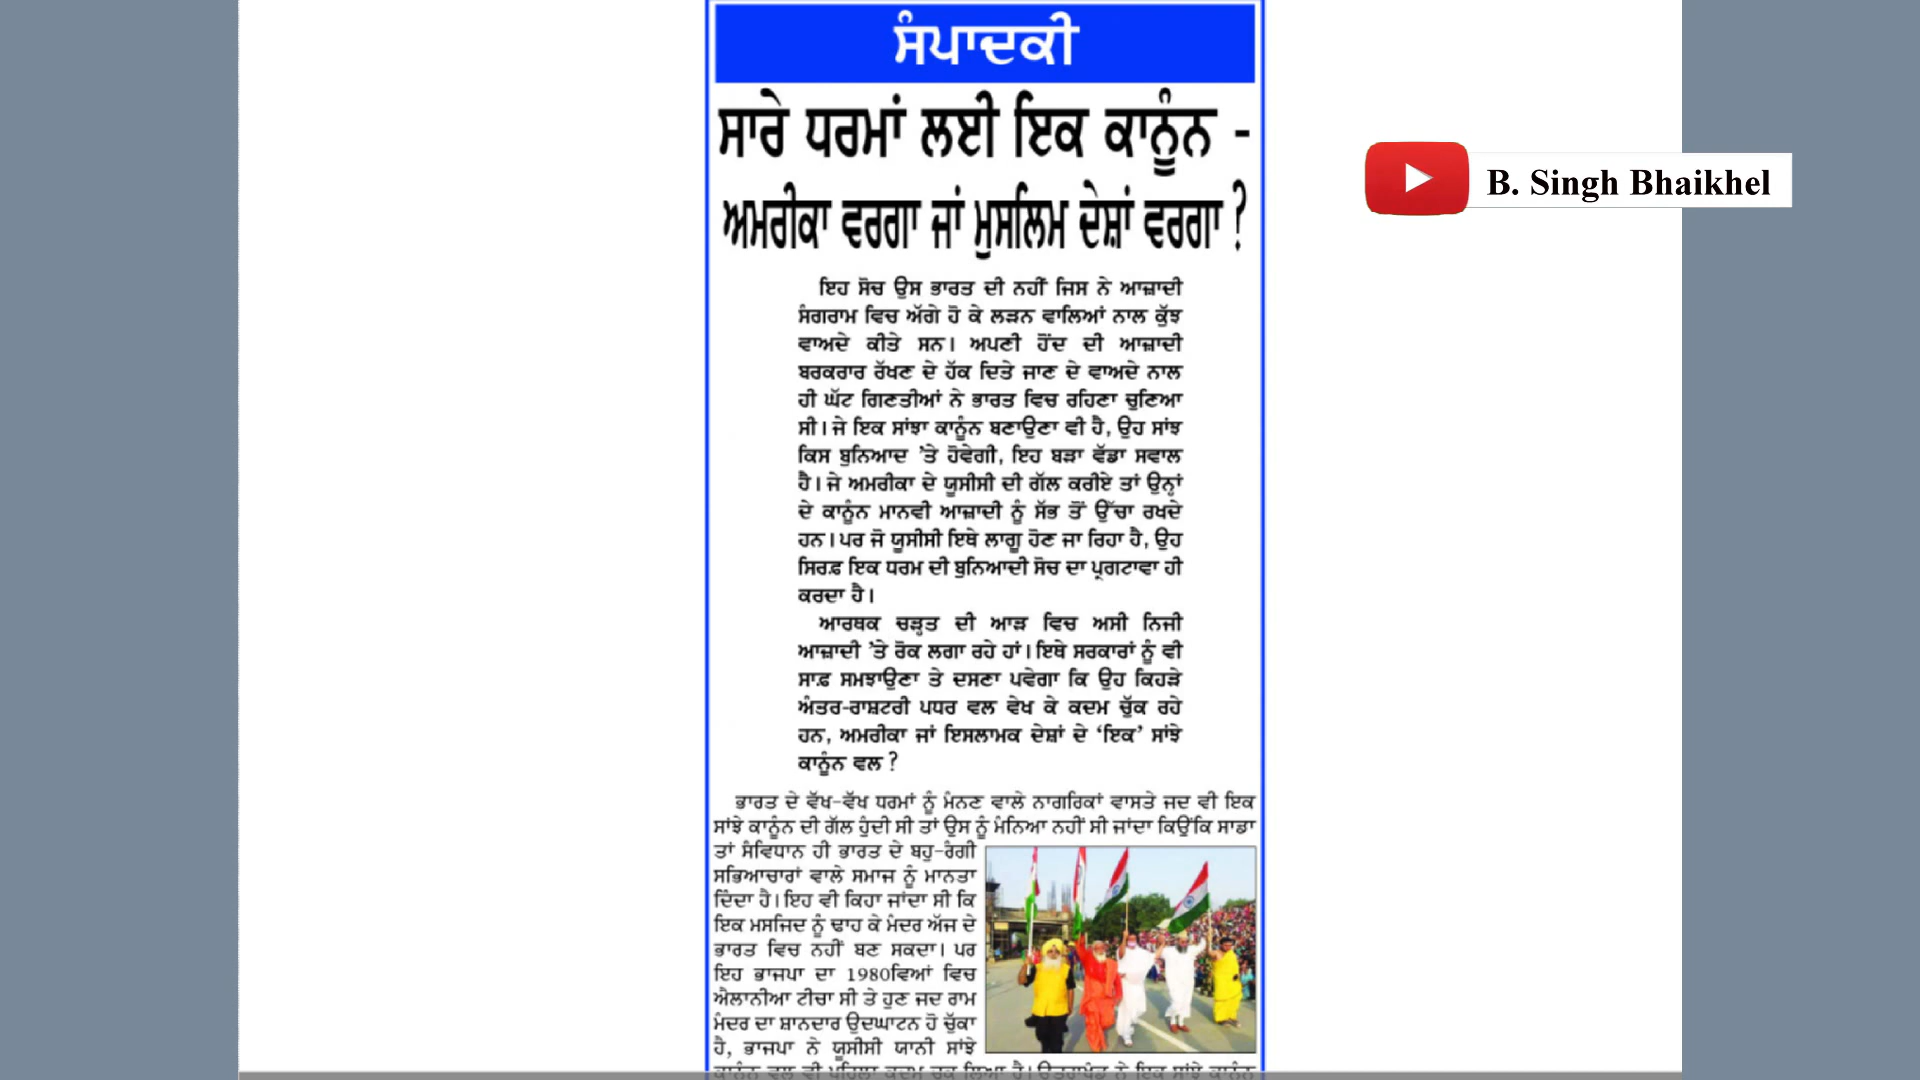 ਸੰਪਾਦਕੀ
ਸਾਰੇ ਧਰਮਾਂ ਲਈ ਇਕ ਕਾਨੂੰਨ -
ਅਮਰੀਕਾ ਵਰਗਾ ਜਾਂ ਮੁਸਲਿਮ ਦੇਸ਼ਾਂ ਵਰਗਾ ?
B. Singh Bhaikhel
ਇਹ ਸੋਚ ਉਸ ਭਾਰਤ ਦੀ ਨਹੀਂ ਜਿਸ ਨੇ ਆਜ਼ਾਦੀ
ਸੰਗਰਾਮ ਵਿਚ ਅੱਗੇ ਹੋ ਕੇ ਲੜਨ ਵਾਲਿਆਂ ਨਾਲ ਕੁੱਝ
ਵਾਅਦੇ ਕੀਤੇ ਸਨ। ਅਪਣੀ ਹੋਂਦ ਦੀ ਆਜ਼ਾਦੀ
ਬਰਕਰਾਰ ਰੱਖਣ ਦੇ ਹੱਕ ਦਿਤੇ ਜਾਣ ਦੇ ਵਾਅਦੇ ਨਾਲ
ਹੀ ਘੱਟ ਗਿਣਤੀਆਂ ਨੇ ਭਾਰਤ ਵਿਚ ਰਹਿਣਾ ਚੁਣਿਆ
ਸੀ। ਜੇ ਇਕ ਸਾਂਝਾ ਕਾਨੂੰਨ ਬਣਾਉਣਾ ਵੀ ਹੈ, ਉਹ ਸਾਂਝ
ਕਿਸ ਬੁਨਿਆਦ ’ਤੇ ਹੋਵੇਗੀ, ਇਹ ਬੜਾ ਵੱਡਾ ਸਵਾਲ
ਹੈ। ਜੇ ਅਮਰੀਕਾ ਦੇ ਯੂਸੀਸੀ ਦੀ ਗੱਲ ਕਰੀਏ ਤਾਂ ਉਨ੍ਹਾਂ
ਦੇ ਕਾਨੂੰਨ ਮਾਨਵੀ ਆਜ਼ਾਦੀ ਨੂੰ ਸੱਭ ਤੋਂ ਉੱਚਾ ਰਖਦੇ
ਹਨ। ਪਰ ਜੋ ਯੂਸੀਸੀ ਇਥੇ ਲਾਗੂ ਹੋਣ ਜਾ ਰਿਹਾ ਹੈ, ਉਹ
ਸਿਰਫ਼ ਇਕ ਧਰਮ ਦੀ ਬੁਨਿਆਦੀ ਸੋਚ ਦਾ ਪ੍ਰਗਟਾਵਾ ਹੀ
ਕਰਦਾ ਹੈ।
ਆਰਥਕ ਚੜ੍ਹਤ ਦੀ ਆੜ ਵਿਚ ਅਸੀ ਨਿਜੀ
ਆਜ਼ਾਦੀ ’ਤੇ ਰੋਕ ਲਗਾ ਰਹੇ ਹਾਂ। ਇਥੇ ਸਰਕਾਰਾਂ ਨੂੰ ਵੀ
ਸਾਫ਼ ਸਮਝਾਉਣਾ ਤੇ ਦਸਣਾ ਪਵੇਗਾ ਕਿ ਉਹ ਕਿਹੜੇ
ਅੰਤਰ-ਰਾਸ਼ਟਰੀ ਪਧਰ ਵਲ ਵੇਖ ਕੇ ਕਦਮ ਚੁੱਕ ਰਹੇ
ਹਨ, ਅਮਰੀਕਾ ਜਾਂ ਇਸਲਾਮਕ ਦੇਸ਼ਾਂ ਦੇ ‘ਇਕ’ ਸਾਂਝੇ
ਕਾਨੂੰਨ ਵਲ ?
ਭਾਰਤ ਦੇ ਵੱਖ-ਵੱਖ ਧਰਮਾਂ ਨੂੰ ਮੰਨਣ ਵਾਲੇ ਨਾਗਰਿਕਾਂ ਵਾਸਤੇ ਜਦ ਵੀ ਇਕ
ਸਾਂਝੇ ਕਾਨੂੰਨ ਦੀ ਗੱਲ ਹੁੰਦੀ ਸੀ ਤਾਂ ਉਸ ਨੂੰ ਮੰਨਿਆ ਨਹੀਂ ਸੀ ਜਾਂਦਾ ਕਿਉਂਕਿ ਸਾਡਾ
ਤਾਂ ਸੰਵਿਧਾਨ ਹੀ ਭਾਰਤ ਦੇ ਬਹੁ-ਰੰਗੀ
ਸਭਿਆਚਾਰਾਂ ਵਾਲੇ ਸਮਾਜ ਨੂੰ ਮਾਨਤਾ
ਦਿੰਦਾ ਹੈ। ਇਹ ਵੀ ਕਿਹਾ ਜਾਂਦਾ ਸੀ ਕਿ
ਇਕ ਮਸਜਿਦ ਨੂੰ ਢਾਹ ਕੇ ਮੰਦਰ ਅੱਜ ਦੇ
ਭਾਰਤ ਵਿਚ ਨਹੀਂ ਬਣ ਸਕਦਾ। ਪਰ
ਇਹ ਭਾਜਪਾ ਦਾ 1980ਵਿਆਂ ਵਿਚ
ਐਲਾਨੀਆ ਟੀਚਾ ਸੀ ਤੇ ਹੁਣ ਜਦ ਰਾਮ
ਮੰਦਰ ਦਾ ਸ਼ਾਨਦਾਰ ਉਦਘਾਟਨ ਹੋ ਚੁੱਕਾ
ਹੈ, ਭਾਜਪਾ ਨੇ ਯੂਸੀਸੀ ਯਾਨੀ ਸਾਂਝੇ